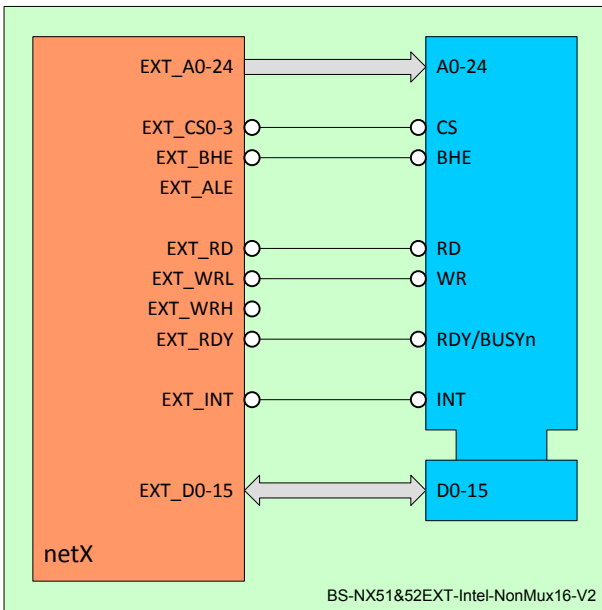 EXT_A0-24 A0-24
EXT_CS0-3 CS
EXT_BHE BHE
EXT_ALE
EXT_RD RD
EXT_WRL WR
EXT_WRH
EXT_RDY RDY/BUSYn
EXT_INT INT
EXT_D0-15 D0-15
netX
BS-NX51&52EXT-Intel-NonMux16-V2